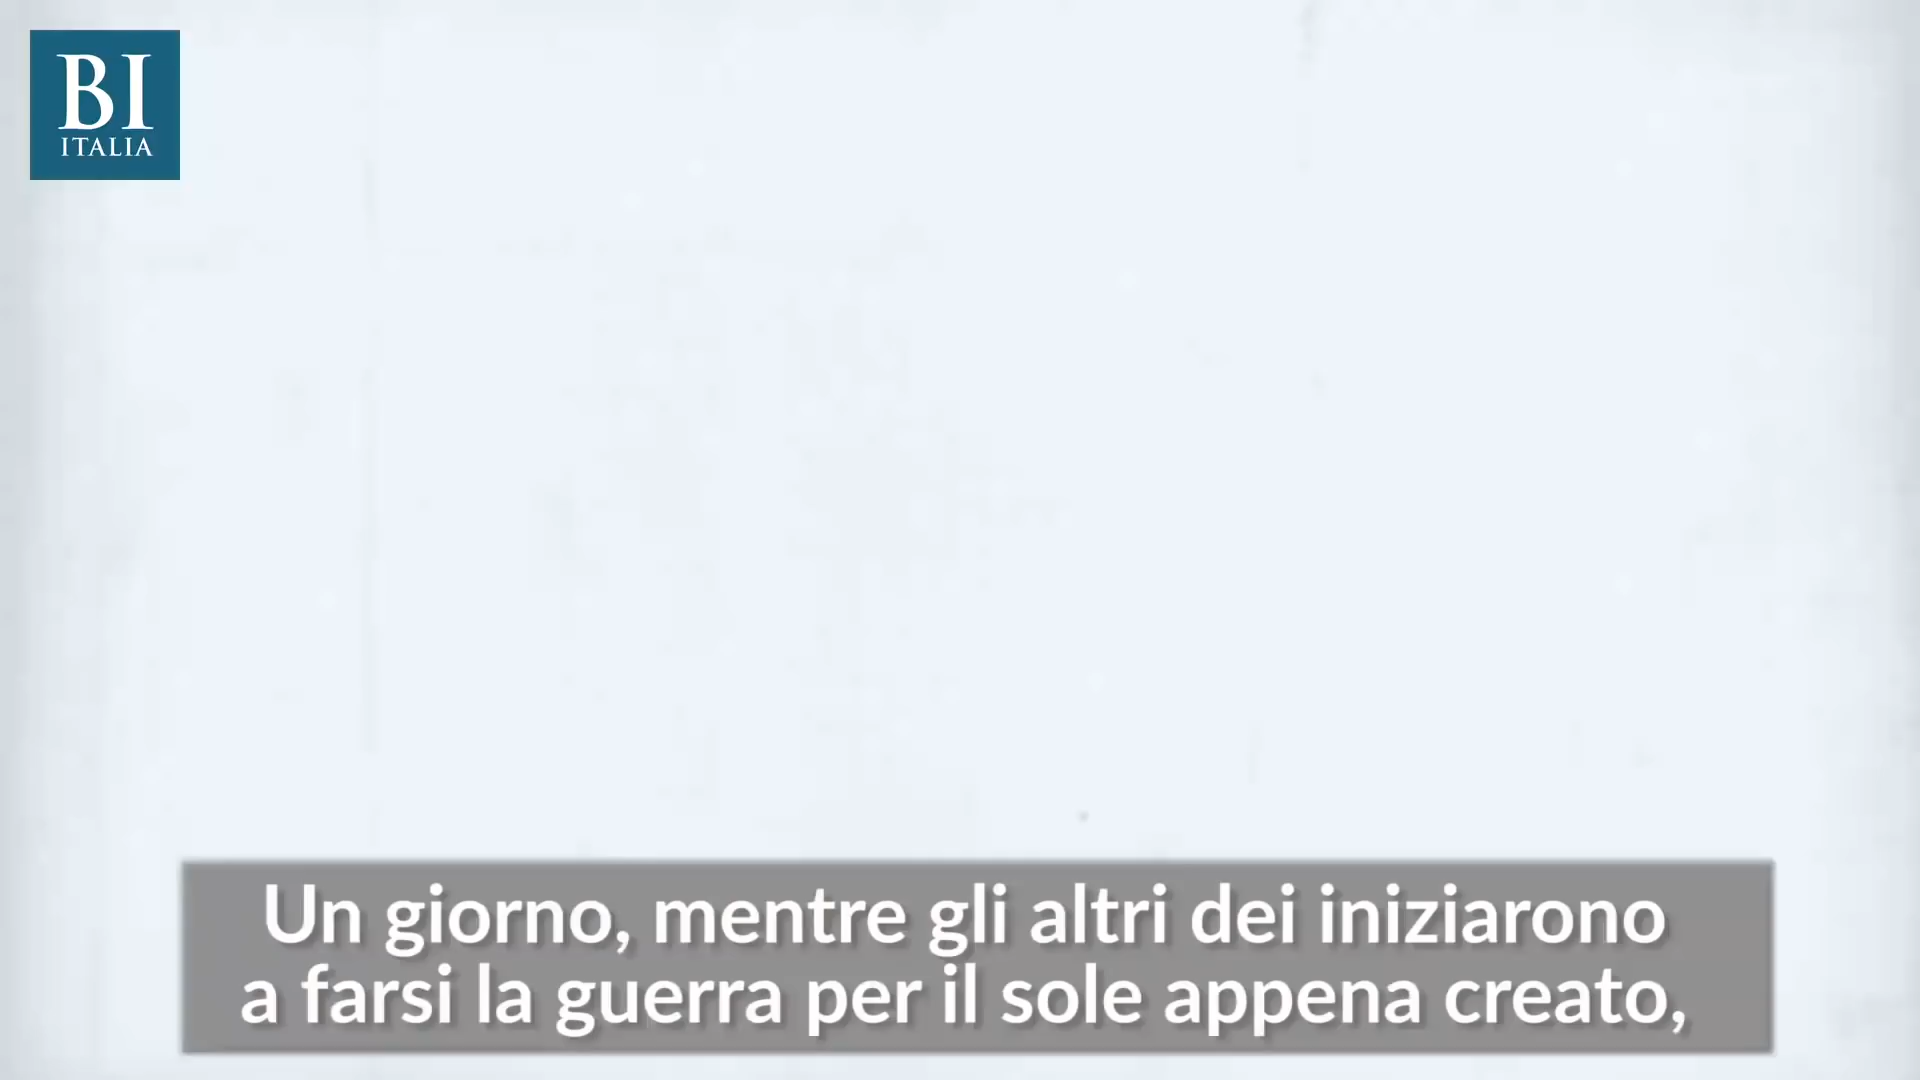 BI
ITALIA
Un giorno, mentre gli altri dei iniziarono
a farsi la guerra per il sole appena creato,